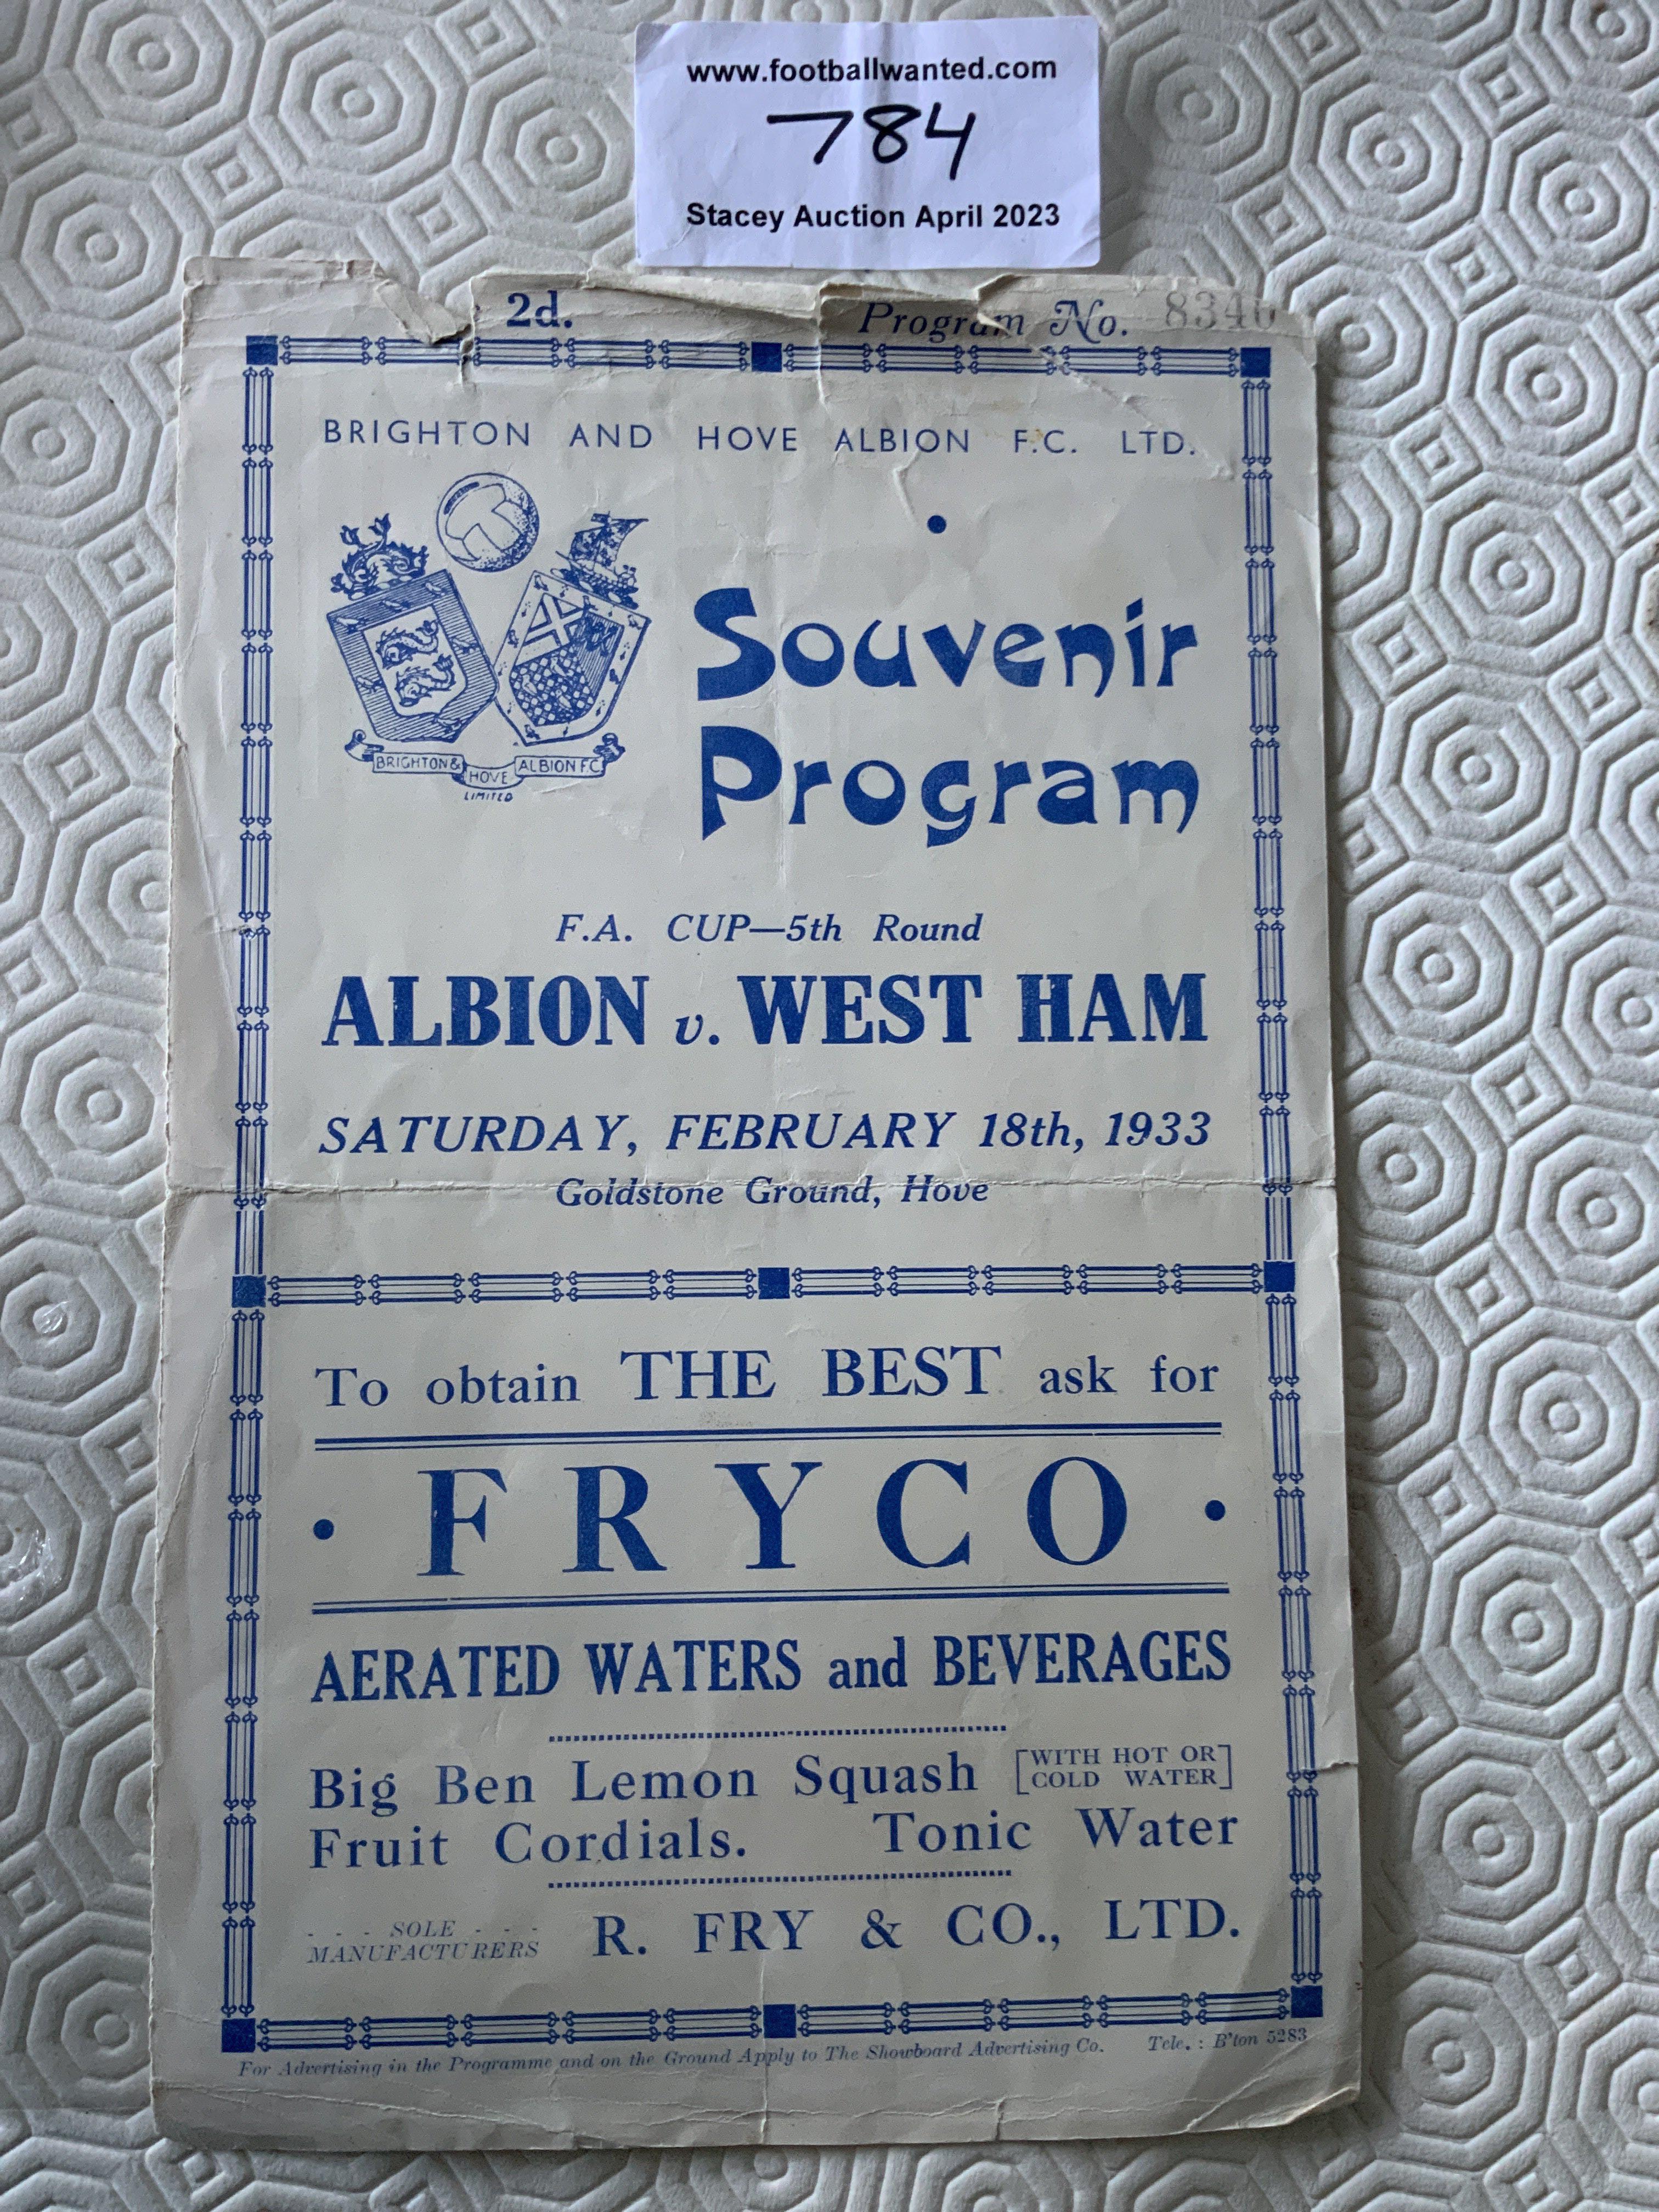 www.footballwanted.com
784
Stacey Auction April 2023
2d. Program No. 8340
BRIGHTON AND HOVE ALBION F.C. LTD.
BRIGHTON & HOVE ALBION F.C.
LIMITED
Souvenir
Program
F.A. CUP—5th Round
ALBION v. WEST HAM
SATURDAY, FEBRUARY 18th, 1933
Goldstone Ground, Hove
To obtain THE BEST ask for
• FRYCO •
AERATED WATERS and BEVERAGES
Big Ben Lemon Squash [WITH HOT OR
COLD WATER]
Fruit Cordials. Tonic Water
- - - SOLE - - -
MANUFACTURERS R. FRY & CO., LTD.
For Advertising in the Programme and on the Ground Apply to The Showboard Advertising Co. Tele. : B'ton 5283